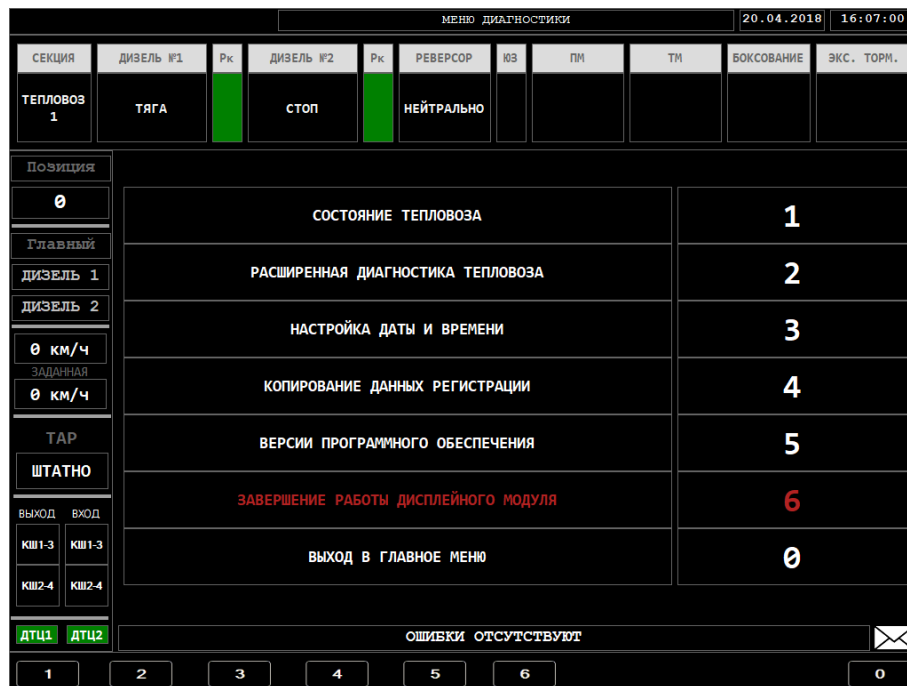 МЕНЮ ДИАГНОСТИКИ 20.04.2018 16:07:00
СЕКЦИЯ ДИЗЕЛЬ №1 Рк ДИЗЕЛЬ №2 Рк РЕВЕРСОР ЮЗ ПМ ТМ БОКСОВАНИЕ ЭКС. ТОРМ.
ТЕПЛОВОЗ
1 ТЯГА СТОП НЕЙТРАЛЬНО
Позиция
0
Главный
ДИЗЕЛЬ 1
ДИЗЕЛЬ 2
0 км/ч
ЗАДАННАЯ
0 км/ч
ТАР
ШТАТНО
ВЫХОД ВХОД
КШ1-3 КШ1-3
КШ2-4 КШ2-4
ДТЦ1 ДТЦ2
СОСТОЯНИЕ ТЕПЛОВОЗА 1
РАСШИРЕННАЯ ДИАГНОСТИКА ТЕПЛОВОЗА 2
НАСТРОЙКА ДАТЫ И ВРЕМЕНИ 3
КОПИРОВАНИЕ ДАННЫХ РЕГИСТРАЦИИ 4
ВЕРСИИ ПРОГРАММНОГО ОБЕСПЕЧЕНИЯ 5
ЗАВЕРШЕНИЕ РАБОТЫ ДИСПЛЕЙНОГО МОДУЛЯ 6
ВЫХОД В ГЛАВНОЕ МЕНЮ 0
ОШИБКИ ОТСУТСТВУЮТ
1 2 3 4 5 6 0